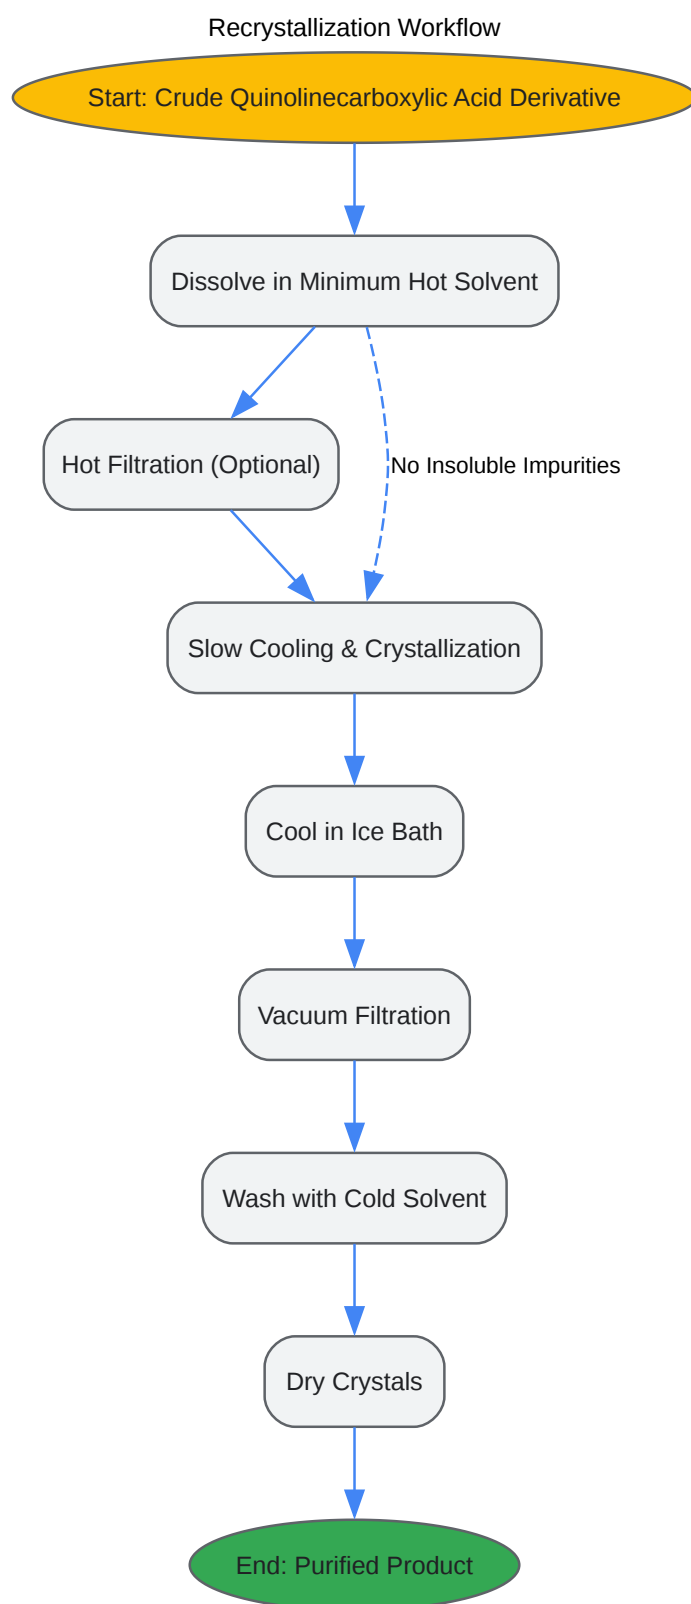 Recrystallization Workflow
Start: Crude Quinolinecarboxylic Acid Derivative
Dissolve in Minimum Hot Solvent
Hot Filtration (Optional)
No Insoluble Impurities
Slow Cooling & Crystallization
Cool in Ice Bath
Vacuum Filtration
Wash with Cold Solvent
Dry Crystals
End: Purified Product